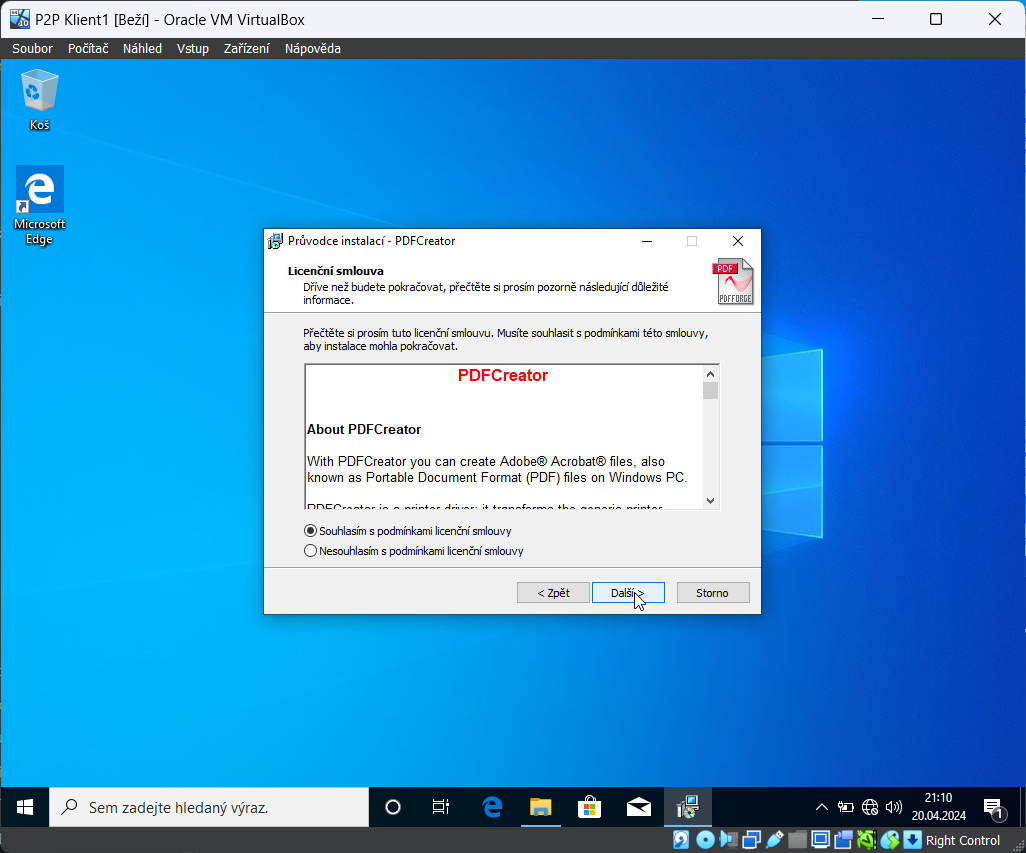 P2P Klient1 [Beží] - Oracle VM VirtualBox
Soubor Počítač Náhled Vstup Zařízení Nápověda
Koš
Microsoft
Edge
Průvodce instalací - PDFCreator
Licenční smlouva
Dříve než budete pokračovat, přečtěte si prosím pozorně následující důležité
informace.
PDF
PDFFORGE
Přečtěte si prosím tuto licenční smlouvu. Musíte souhlasit s podmínkami této smlouvy,
aby instalace mohla pokračovat.
PDFCreator
About PDFCreator
With PDFCreator you can create Adobe® Acrobat® files, also
known as Portable Document Format (PDF) files on Windows PC.
PDFCreator is a printer driver; it transforms the generic printer
Souhlasím s podmínkami licenční smlouvy
Nesouhlasím s podmínkami licenční smlouvy
< Zpět Další > Storno
Sem zadejte hledaný výraz.
21:10
20.04.2024
1
Right Control